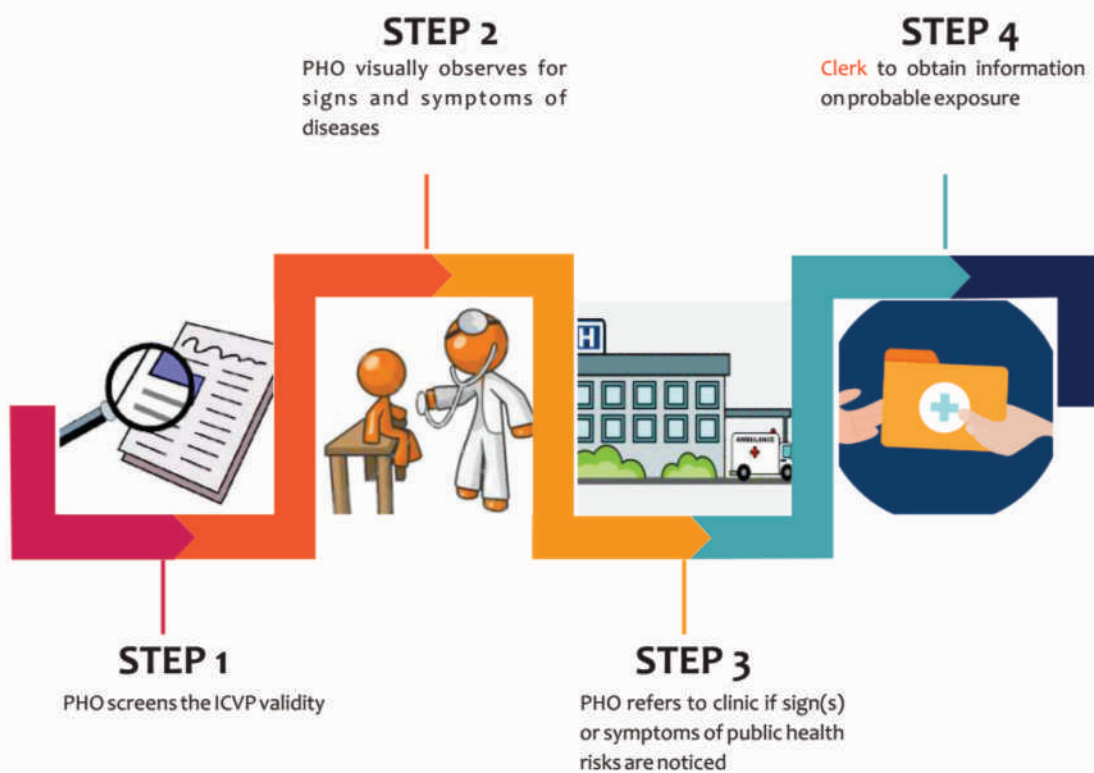 STEP 2
PHO visually observes for
signs and symptoms of
diseases
STEP 4
Clerk to obtain information
on probable exposure
H
AMBULANCE
STEP 1
PHO screens the ICVP validity
STEP 3
PHO refers to clinic if sign(s)
or symptoms of public health
risks are noticed